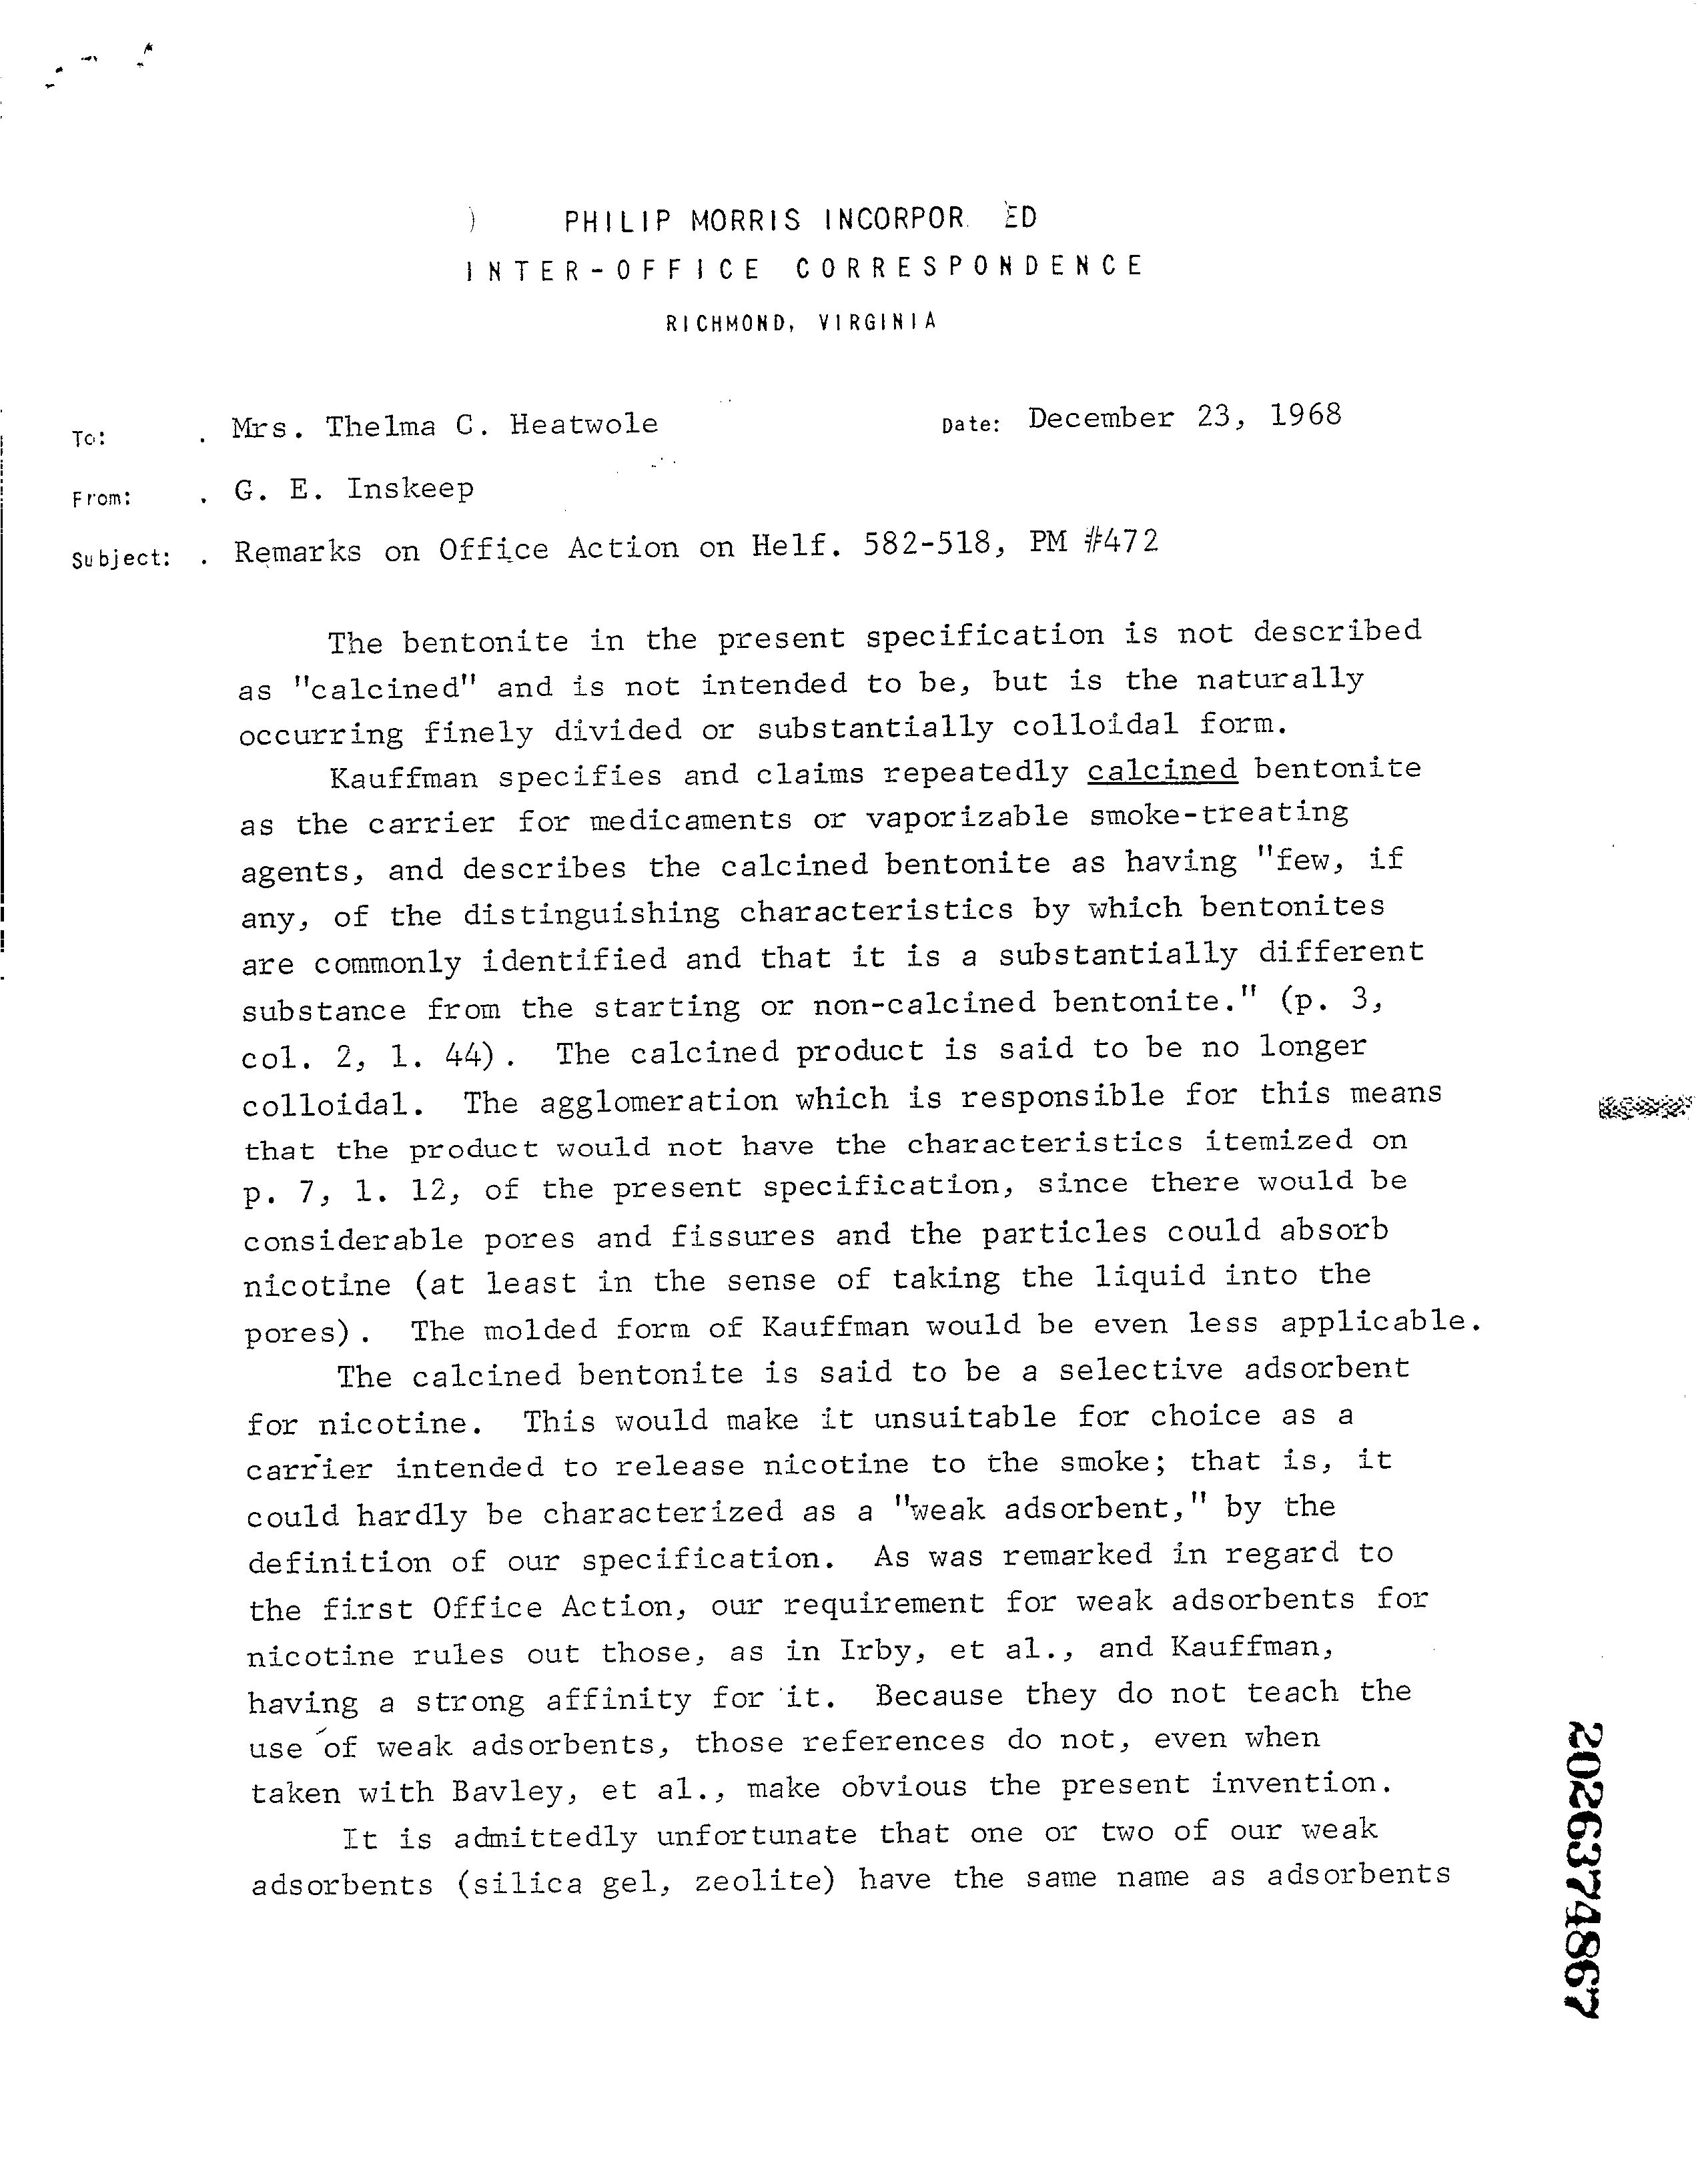 PHILIP MORRIS INCORPOR ED
INTER-OFFICE CORRESPONDENCE
RICHMOND, VIRGINIA
To: . Mrs. Thelma C. Heatwole Date: December 23, 1968
From: . G. E. Inskeep
Subject: . Remarks on Office Action on Helf. 582-518, PM #472
The bentonite in the present specification is not described
as "calcined" and is not intended to be, but is the naturally
occurring finely divided or substantially colloidal form.
Kauffman specifies and claims repeatedly calcined bentonite
as the carrier for medicaments or vaporizable smoke-treating
agents, and describes the calcined bentonite as having "few, if
any, of the distinguishing characteristics by which bentonites
are commonly identified and that it is a substantially different
substance from the starting or non-calcined bentonite." (p. 3,
col. 2, l. 44). The calcined product is said to be no longer
colloidal. The agglomeration which is responsible for this means
that the product would not have the characteristics itemized on
p. 7, l. 12, of the present specification, since there would be
considerable pores and fissures and the particles could absorb
nicotine (at least in the sense of taking the liquid into the
pores). The molded form of Kauffman would be even less applicable.
The calcined bentonite is said to be a selective adsorbent
for nicotine. This would make it unsuitable for choice as a
carrier intended to release nicotine to the smoke; that is, it
could hardly be characterized as a "weak adsorbent," by the
definition of our specification. As was remarked in regard to
the first Office Action, our requirement for weak adsorbents for
nicotine rules out those, as in Irby, et al., and Kauffman,
having a strong affinity for it. Because they do not teach the
use of weak adsorbents, those references do not, even when
taken with Bavley, et al., make obvious the present invention.
It is admittedly unfortunate that one or two of our weak
adsorbents (silica gel, zeolite) have the same name as adsorbents
2026374867